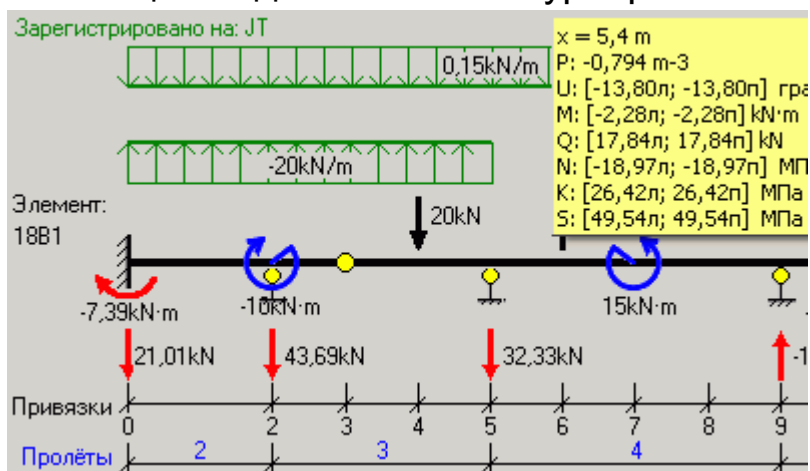 Зарегистрировано на: JT
0,15kN/m
x = 5,4 m
P: -0,794 m-3
U: [-13,80л; -13,80п]
M: [-2,28л; -2,28п] kN·m
Q: [17,84л; 17,84п] kN
N: [-18,97л; -18,97п]
K: [26,42л; 26,42п] МПа
S: [49,54л; 49,54п] МПа
-20kN/m
Элемент:
18B1
20kN
-7,39kN·m
-10kN·m
15kN·m
21,01kN
43,69kN
32,33kN
Привязки
0 2 3 4 5 6 7 8 9
Пролёты 2 3 4